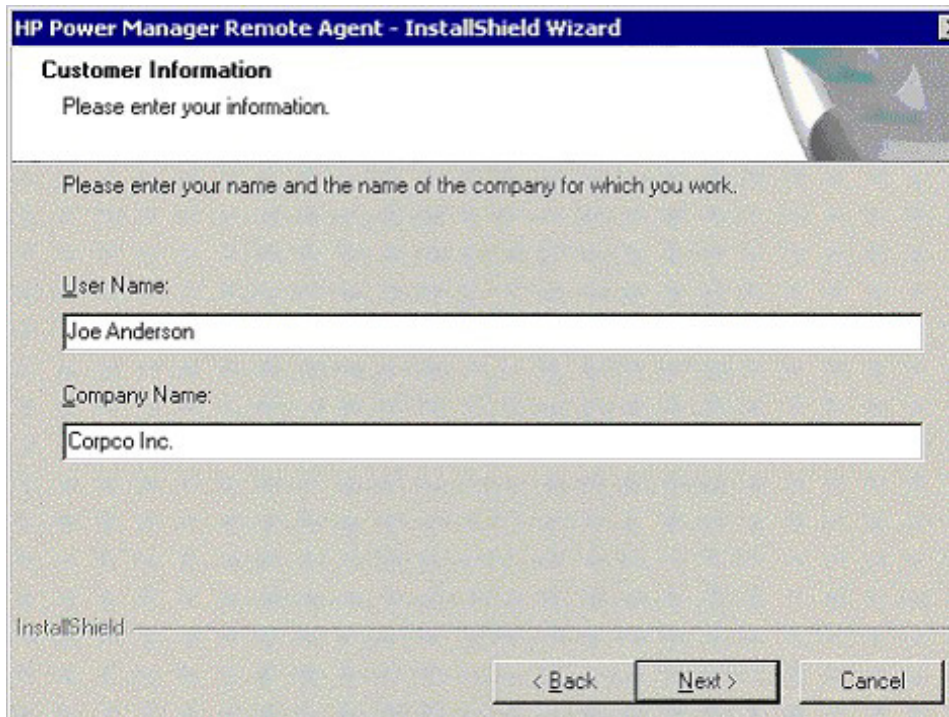 HP Power Manager Remote Agent - InstallShield Wizard
Customer Information
Please enter your information.
Please enter your name and the name of the company for which you work.
User Name:
Joe Anderson
Company Name:
Corpco Inc.
InstallShield
< Back Next > Cancel